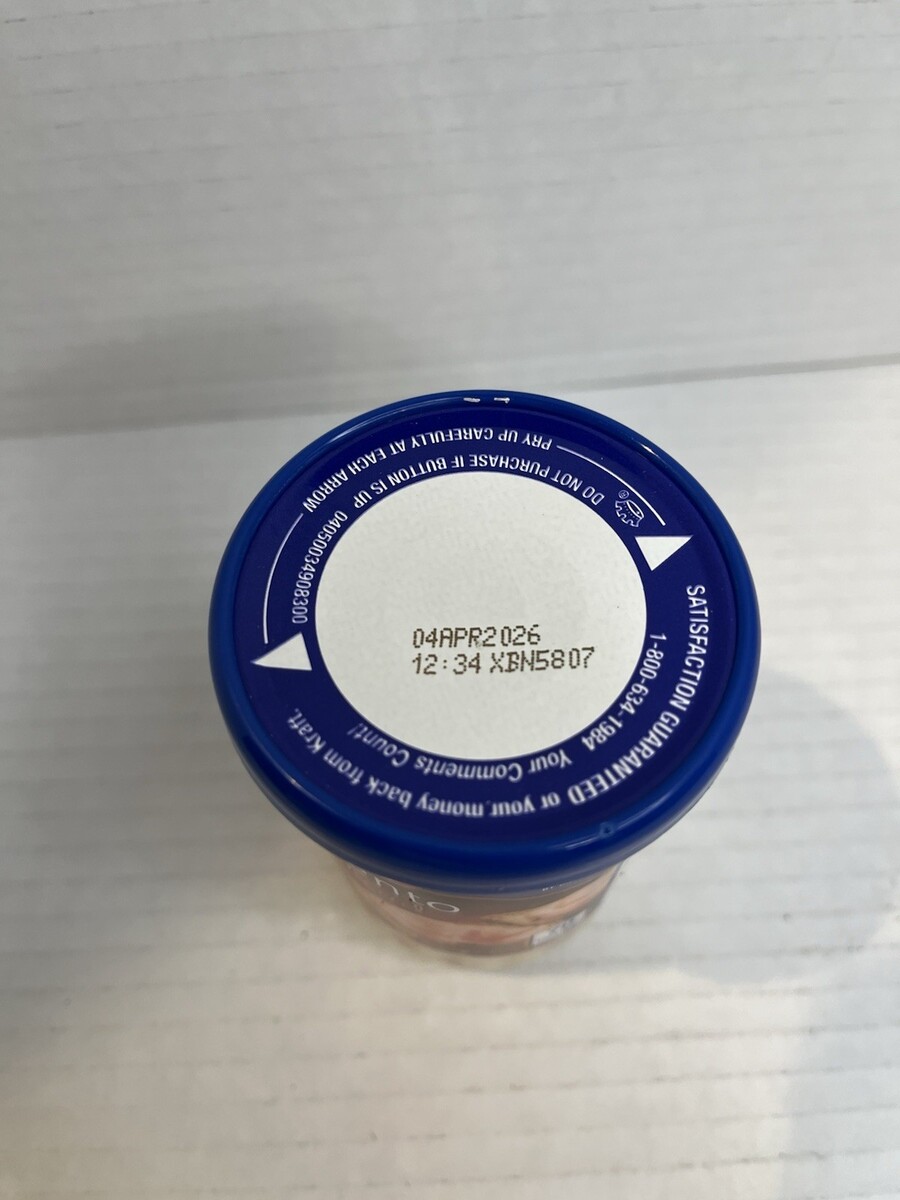 PRY UP CAREFULLY AT EACH ARROW
DO NOT PURCHASE IF BUTTON IS UP 04050034908300
04APR2026
12:34 XBN5807
SATISFACTION GUARANTEED or your money back from Kraft.
1-800-634-1984 Your Comments Count!